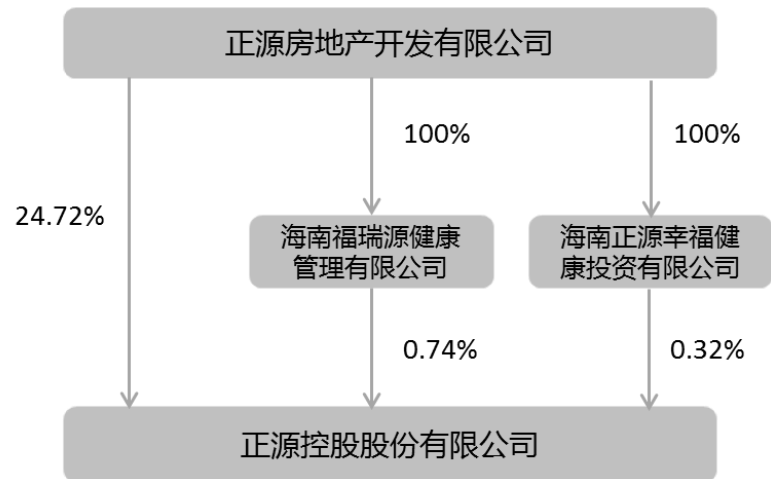 正源房地产开发有限公司
100%
100%
24.72%
海南福瑞源健康
管理有限公司
海南正源幸福健
康投资有限公司
0.74%
0.32%
正源控股股份有限公司